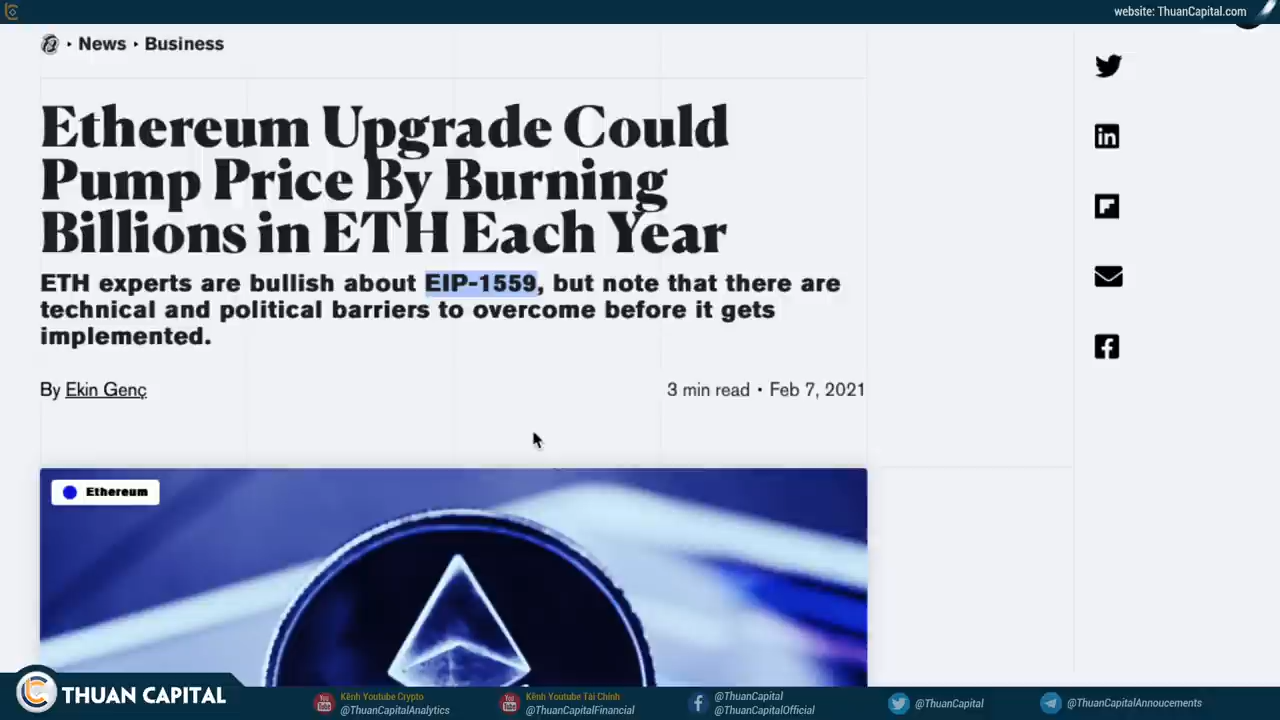 website: ThuanCapital.com
· News · Business
Ethereum Upgrade Could
Pump Price By Burning
Billions in ETH Each Year
ETH experts are bullish about EIP-1559, but note that there are
technical and political barriers to overcome before it gets
implemented.
By Ekin Genç
3 min read • Feb 7, 2021
Ethereum
THUAN CAPITAL
Kênh Youtube Crypto
@ThuanCapitalAnalytics
Kênh Youtube Tài Chính
@ThuanCapitalFinancial
@ThuanCapital
@ThuanCapitalOfficial
@ThuanCapital
@ThuanCapitalAnnoucements